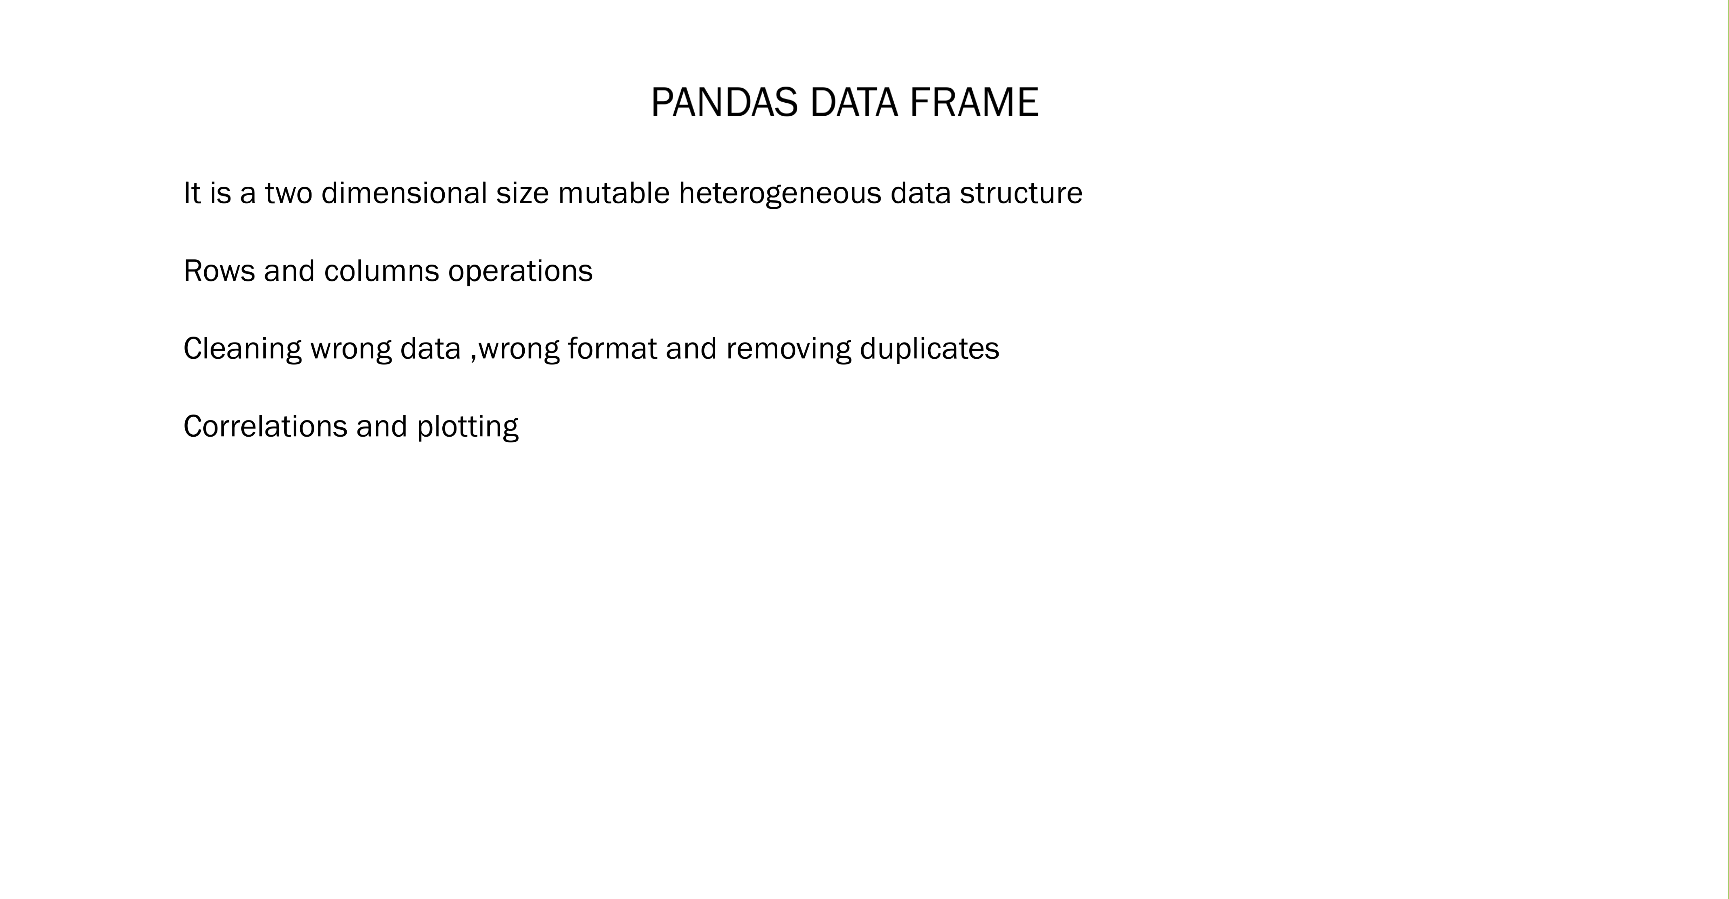 PANDAS DATA FRAME
It is a two dimensional size mutable heterogeneous data structure
Rows and columns operations
Cleaning wrong data ,wrong format and removing duplicates
Correlations and plotting